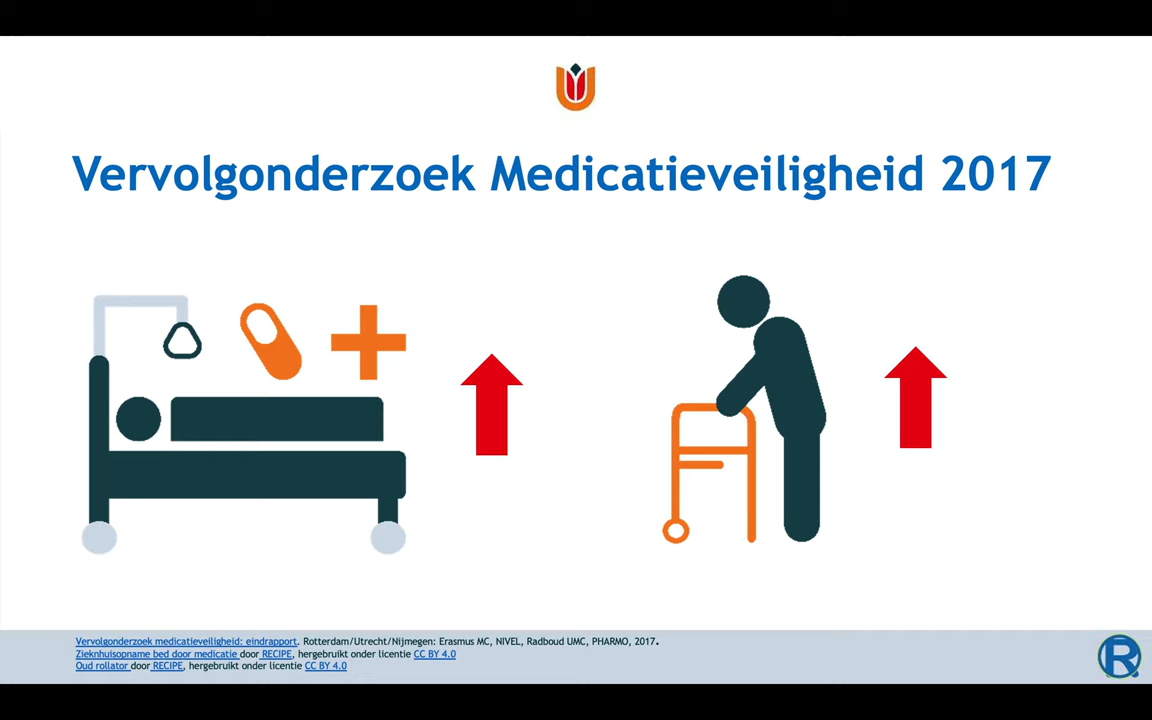 Vervolgonderzoek Medicatieveiligheid 2017
Vervolgonderzoek medicatieveiligheid: eindrapport. Rotterdam/Utrecht/Nijmegen: Erasmus MC, NIVEL, Radboud UMC, PHARMO, 2017.
Zieknhuisopname bed door medicatie door RECIPE, hergebruikt onder licentie CC BY 4.0
Oud rollator door RECIPE, hergebruikt onder licentie CC BY 4.0
R